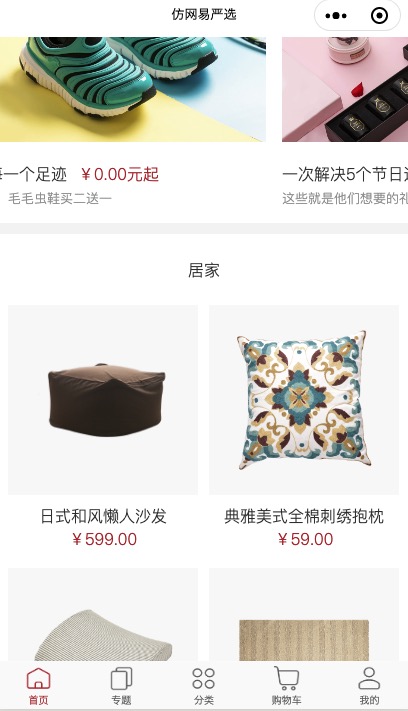 仿网易严选
每一个足迹 ￥0.00元起
毛毛虫鞋买二送一
一次解决5个节日
这些就是他们想要的礼
居家
日式和风懒人沙发
￥599.00
典雅美式全棉刺绣抱枕
￥59.00
首页
专题
分类
购物车
我的